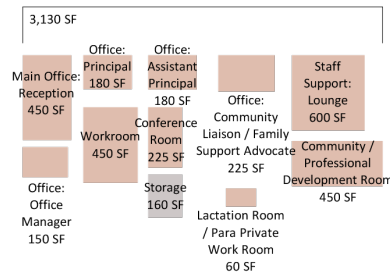 3,130 SF
Main Office:
Reception
450 SF
Office:
Principal
180 SF
Office:
Assistant
Principal
180 SF
Office:
Community
Liaison / Family
Support Advocate
225 SF
Staff
Support:
Lounge
600 SF
Office:
Office
Manager
150 SF
Workroom
450 SF
Conference
Room
225 SF
Storage
160 SF
Lactation Room
/ Para Private
Work Room
60 SF
Community /
Professional
Development Room
450 SF